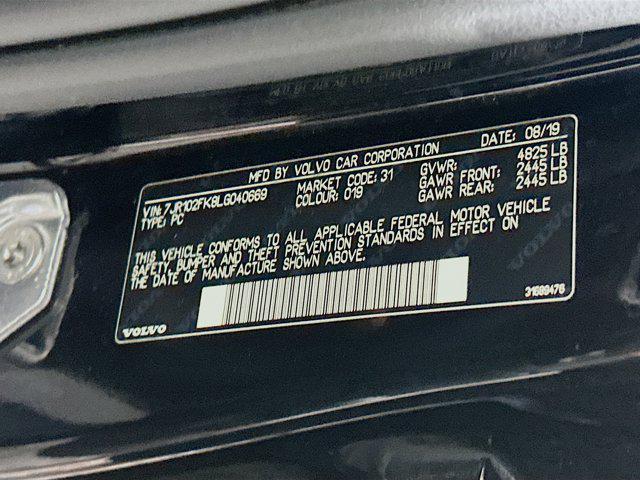 MFD BY VOLVO CAR CORPORATION DATE: 08/19
VIN: 7JR102FK8LG040669 MARKET CODE: 31 GVWR: 4825 LB
TYPE: PC COLOUR: 019 GAWR FRONT: 2445 LB
GAWR REAR: 2445 LB
THIS VEHICLE CONFORMS TO ALL APPLICABLE FEDERAL MOTOR VEHICLE
SAFETY, BUMPER AND THEFT PREVENTION STANDARDS IN EFFECT ON
THE DATE OF MANUFACTURE SHOWN ABOVE.
VOLVO 31699476